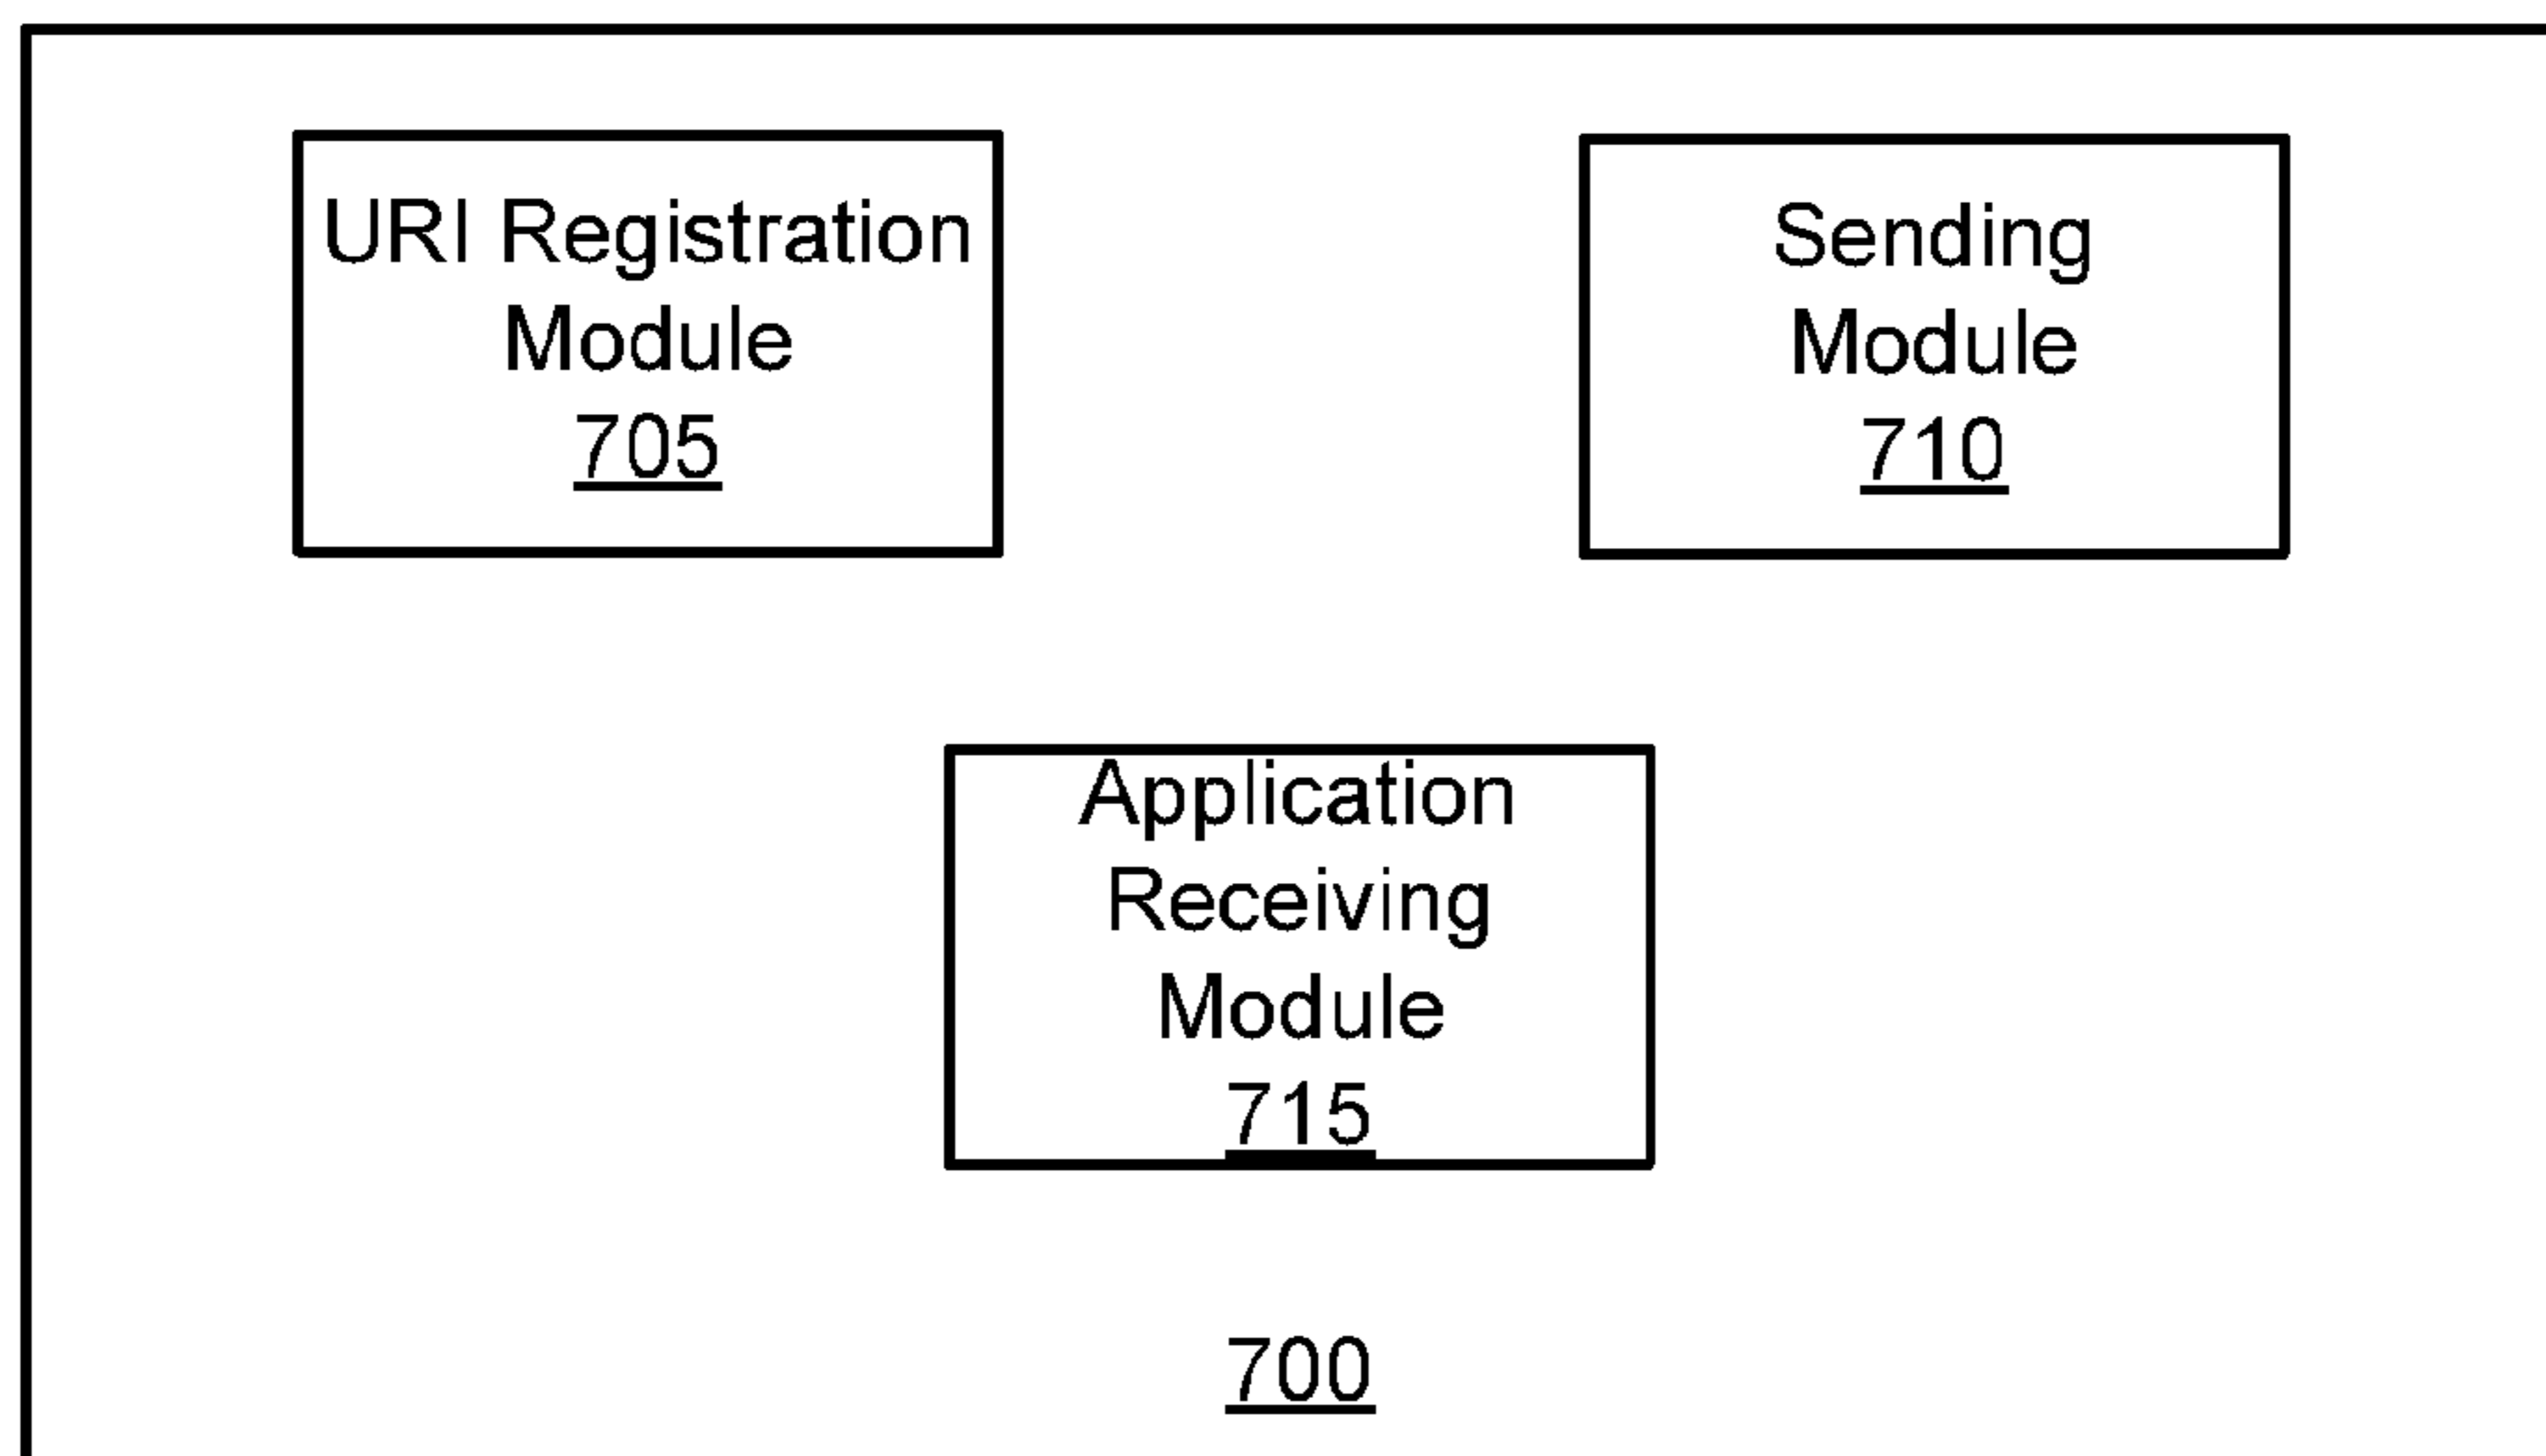 URI Registration
Module
705
Sending
Module
710
Application
Receiving
Module
715
700